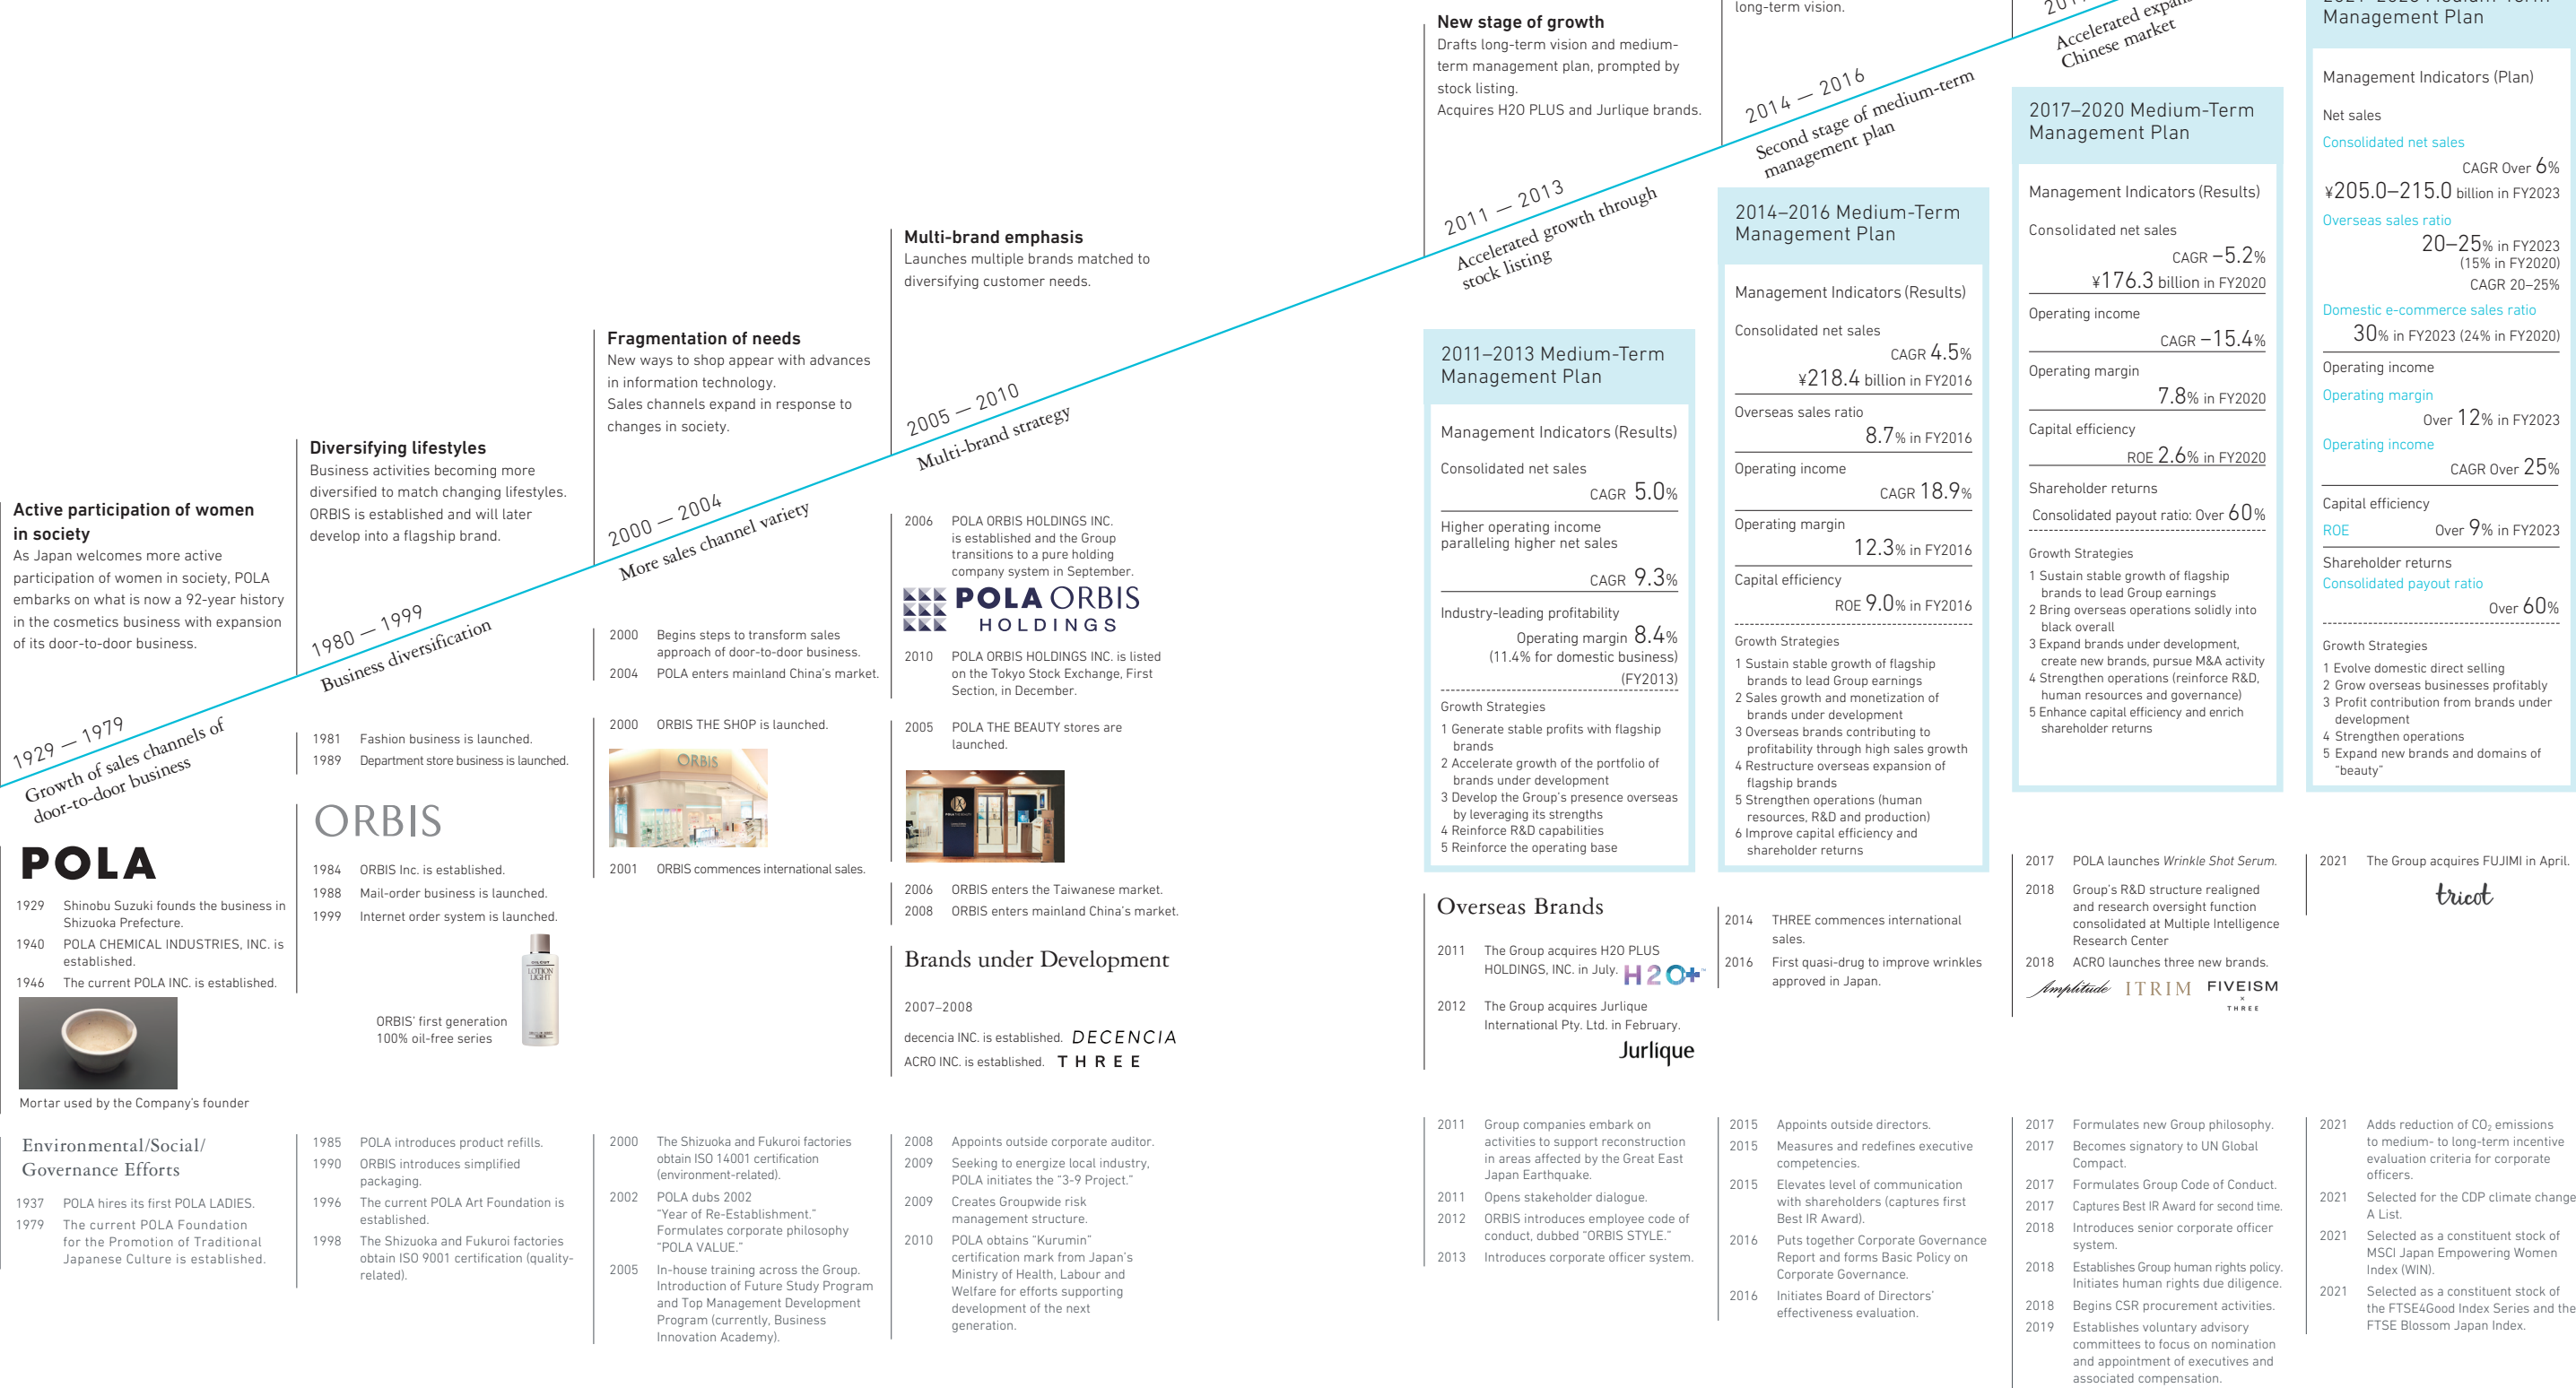 Active participation of women
in society
As Japan welcomes more active
participation of women in society, POLA
embarks on what is now a 92-year history
in the cosmetics business with expansion
of its door-to-door business.
1929 — 1979
Growth of sales channels of
door-to-door business
POLA
1929 Shinobu Suzuki founds the business in
Shizuoka Prefecture.
1940 POLA CHEMICAL INDUSTRIES, INC. is
established.
1946 The current POLA INC. is established.
Mortar used by the Company's founder
Environmental/Social/
Governance Efforts
1937 POLA hires its first POLA LADIES.
1979 The current POLA Foundation
for the Promotion of Traditional
Japanese Culture is established.
Diversifying lifestyles
Business activities becoming more
diversified to match changing lifestyles.
ORBIS is established and will later
develop into a flagship brand.
1980 — 1999
Business diversification
1981 Fashion business is launched.
1989 Department store business is launched.
ORBIS
1984 ORBIS Inc. is established.
1988 Mail-order business is launched.
1999 Internet order system is launched.
LOTION
LIGHT
ORBIS' first generation
100% oil-free series
1985 POLA introduces product refills.
1990 ORBIS introduces simplified
packaging.
1996 The current POLA Art Foundation is
established.
1998 The Shizuoka and Fukuroi factories
obtain ISO 9001 certification (quality-
related).
Fragmentation of needs
New ways to shop appear with advances
in information technology.
Sales channels expand in response to
changes in society.
2000 — 2004
More sales channel variety
2000 Begins steps to transform sales
approach of door-to-door business.
2004 POLA enters mainland China's market.
2000 ORBIS THE SHOP is launched.
ORBIS
2001 ORBIS commences international sales.
2000 The Shizuoka and Fukuroi factories
obtain ISO 14001 certification
(environment-related).
2002 POLA dubs 2002
"Year of Re-Establishment."
Formulates corporate philosophy
"POLA VALUE."
2005 In-house training across the Group.
Introduction of Future Study Program
and Top Management Development
Program (currently, Business
Innovation Academy).
Multi-brand emphasis
Launches multiple brands matched to
diversifying customer needs.
2005 — 2010
Multi-brand strategy
2006 POLA ORBIS HOLDINGS INC.
is established and the Group
transitions to a pure holding
company system in September.
POLA ORBIS
HOLDINGS
2010 POLA ORBIS HOLDINGS INC. is listed
on the Tokyo Stock Exchange, First
Section, in December.
2005 POLA THE BEAUTY stores are
launched.
2006 ORBIS enters the Taiwanese market.
2008 ORBIS enters mainland China's market.
Brands under Development
2007–2008
decencia INC. is established. DECENCIA
ACRO INC. is established. THREE
2008 Appoints outside corporate auditor.
2009 Seeking to energize local industry,
POLA initiates the "3-9 Project."
2009 Creates Groupwide risk
management structure.
2010 POLA obtains "Kurumin"
certification mark from Japan's
Ministry of Health, Labour and
Welfare for efforts supporting
development of the next
generation.
New stage of growth
Drafts long-term vision and medium-
term management plan, prompted by
stock listing.
Acquires H2O PLUS and Jurlique brands.
2011 — 2013
Accelerated growth through
stock listing
2011–2013 Medium-Term
Management Plan
Management Indicators (Results)
Consolidated net sales
CAGR 5.0%
Higher operating income
paralleling higher net sales
CAGR 9.3%
Industry-leading profitability
Operating margin 8.4%
(11.4% for domestic business)
(FY2013)
Growth Strategies
1 Generate stable profits with flagship
brands
2 Accelerate growth of the portfolio of
brands under development
3 Develop the Group's presence overseas
by leveraging its strengths
4 Reinforce R&D capabilities
5 Reinforce the operating base
Overseas Brands
2011 The Group acquires H2O PLUS
HOLDINGS, INC. in July. H2O+
2012 The Group acquires Jurlique
International Pty. Ltd. in February.
Jurlique
2011 Group companies embark on
activities to support reconstruction
in areas affected by the Great East
Japan Earthquake.
2011 Opens stakeholder dialogue.
2012 ORBIS introduces employee code of
conduct, dubbed "ORBIS STYLE."
2013 Introduces corporate officer system.
long-term vision.
2014 — 2016
Second stage of medium-term
management plan
2014–2016 Medium-Term
Management Plan
Management Indicators (Results)
Consolidated net sales
CAGR 4.5%
¥218.4 billion in FY2016
Overseas sales ratio
8.7% in FY2016
Operating income
CAGR 18.9%
Operating margin
12.3% in FY2016
Capital efficiency
ROE 9.0% in FY2016
Growth Strategies
1 Sustain stable growth of flagship
brands to lead Group earnings
2 Sales growth and monetization of
brands under development
3 Overseas brands contributing to
profitability through high sales growth
4 Restructure overseas expansion of
flagship brands
5 Strengthen operations (human
resources, R&D and production)
6 Improve capital efficiency and
shareholder returns
2014 THREE commences international
sales.
2016 First quasi-drug to improve wrinkles
approved in Japan.
2015 Appoints outside directors.
2015 Measures and redefines executive
competencies.
2015 Elevates level of communication
with shareholders (captures first
Best IR Award).
2016 Puts together Corporate Governance
Report and forms Basic Policy on
Corporate Governance.
2016 Initiates Board of Directors'
effectiveness evaluation.
Accelerated
Chinese market
2017–2020 Medium-Term
Management Plan
Management Indicators (Results)
Consolidated net sales
CAGR –5.2%
¥176.3 billion in FY2020
Operating income
CAGR –15.4%
Operating margin
7.8% in FY2020
Capital efficiency
ROE 2.6% in FY2020
Shareholder returns
Consolidated payout ratio: Over 60%
Growth Strategies
1 Sustain stable growth of flagship
brands to lead Group earnings
2 Bring overseas operations solidly into
black overall
3 Expand brands under development,
create new brands, pursue M&A activity
4 Strengthen operations (reinforce R&D,
human resources and governance)
5 Enhance capital efficiency and enrich
shareholder returns
2017 POLA launches Wrinkle Shot Serum.
2018 Group's R&D structure realigned
and research oversight function
consolidated at Multiple Intelligence
Research Center
2018 ACRO launches three new brands.
Amplitude ITRIM FIVEISM
×
THREE
2017 Formulates new Group philosophy.
2017 Becomes signatory to UN Global
Compact.
2017 Formulates Group Code of Conduct.
2017 Captures Best IR Award for second time.
2018 Introduces senior corporate officer
system.
2018 Establishes Group human rights policy.
Initiates human rights due diligence.
2018 Begins CSR procurement activities.
2019 Establishes voluntary advisory
committees to focus on nomination
and appointment of executives and
associated compensation.
Management Plan
Management Indicators (Plan)
Net sales
Consolidated net sales
CAGR Over 6%
¥205.0–215.0 billion in FY2023
Overseas sales ratio
20–25% in FY2023
(15% in FY2020)
CAGR 20–25%
Domestic e-commerce sales ratio
30% in FY2023 (24% in FY2020)
Operating income
Operating margin
Over 12% in FY2023
Operating income
CAGR Over 25%
Capital efficiency
ROE Over 9% in FY2023
Shareholder returns
Consolidated payout ratio
Over 60%
Growth Strategies
1 Evolve domestic direct selling
2 Grow overseas businesses profitably
3 Profit contribution from brands under
development
4 Strengthen operations
5 Expand new brands and domains of
"beauty"
2021 The Group acquires FUJIMI in April.
tricot
2021 Adds reduction of CO₂ emissions
to medium- to long-term incentive
evaluation criteria for corporate
officers.
2021 Selected for the CDP climate change
A List.
2021 Selected as a constituent stock of
MSCI Japan Empowering Women
Index (WIN).
2021 Selected as a constituent stock of
the FTSE4Good Index Series and the
FTSE Blossom Japan Index.